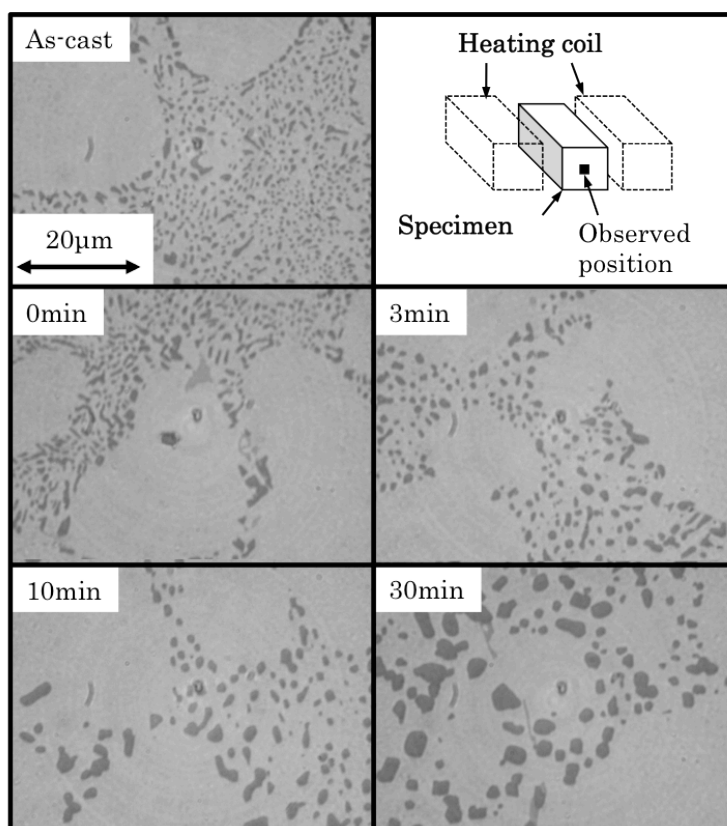 As-cast
20µm
Heating coil
Specimen
Observed
position
0min
3min
10min
30min